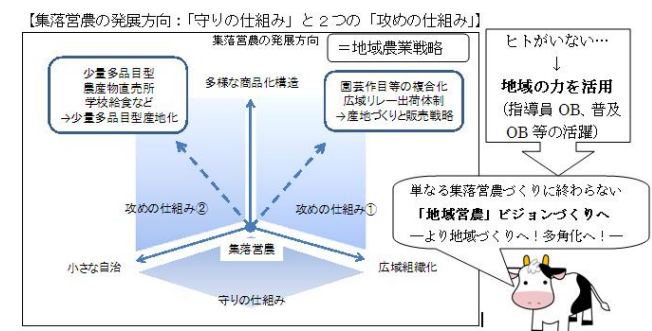 【集落営農の発展方向：「守りの仕組み」と２つの「攻めの仕組み」】
集落営農の発展方向
＝地域農業戦略
少量多品目型
農産物直売所
学校給食など
→少量多品目型産地化
多様な商品化構造
園芸作目等の複合化
広域リレー出荷体制
→産地づくりと販売戦略
攻めの仕組み②
攻めの仕組み①
集落営農
小さな自治
広域組織化
守りの仕組み
ヒトがいない…
↓
地域の力を活用
（指導員 OB、普及
OB 等の活躍）
単なる集落営農づくりに終わらない
「地域営農」ビジョンづくりへ
―より地域づくりへ！多角化へ！―